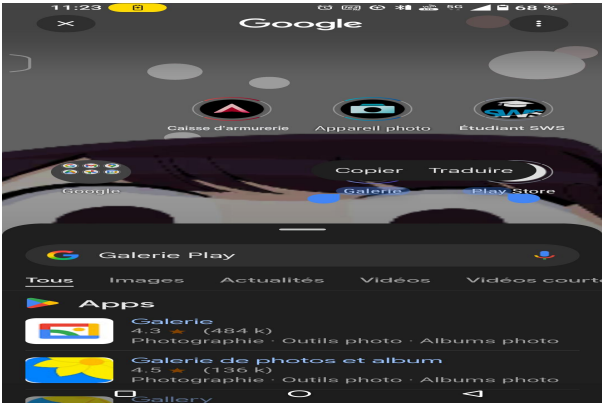 11:23
5G 68 %
Google
Caisse d'armurerie Appareil photo Étudiant SWS
SWS
Copier Traduire
Google Galerie Play Store
Galerie Play
Tous Images Actualités Vidéos Vidéos courte
Apps
Galerie
4.3 ★ (484 k)
Photographie · Outils photo · Albums photo
Galerie de photos et album
4.5 ★ (136 k)
Photographie · Outils photo · Albums photo
Gallery